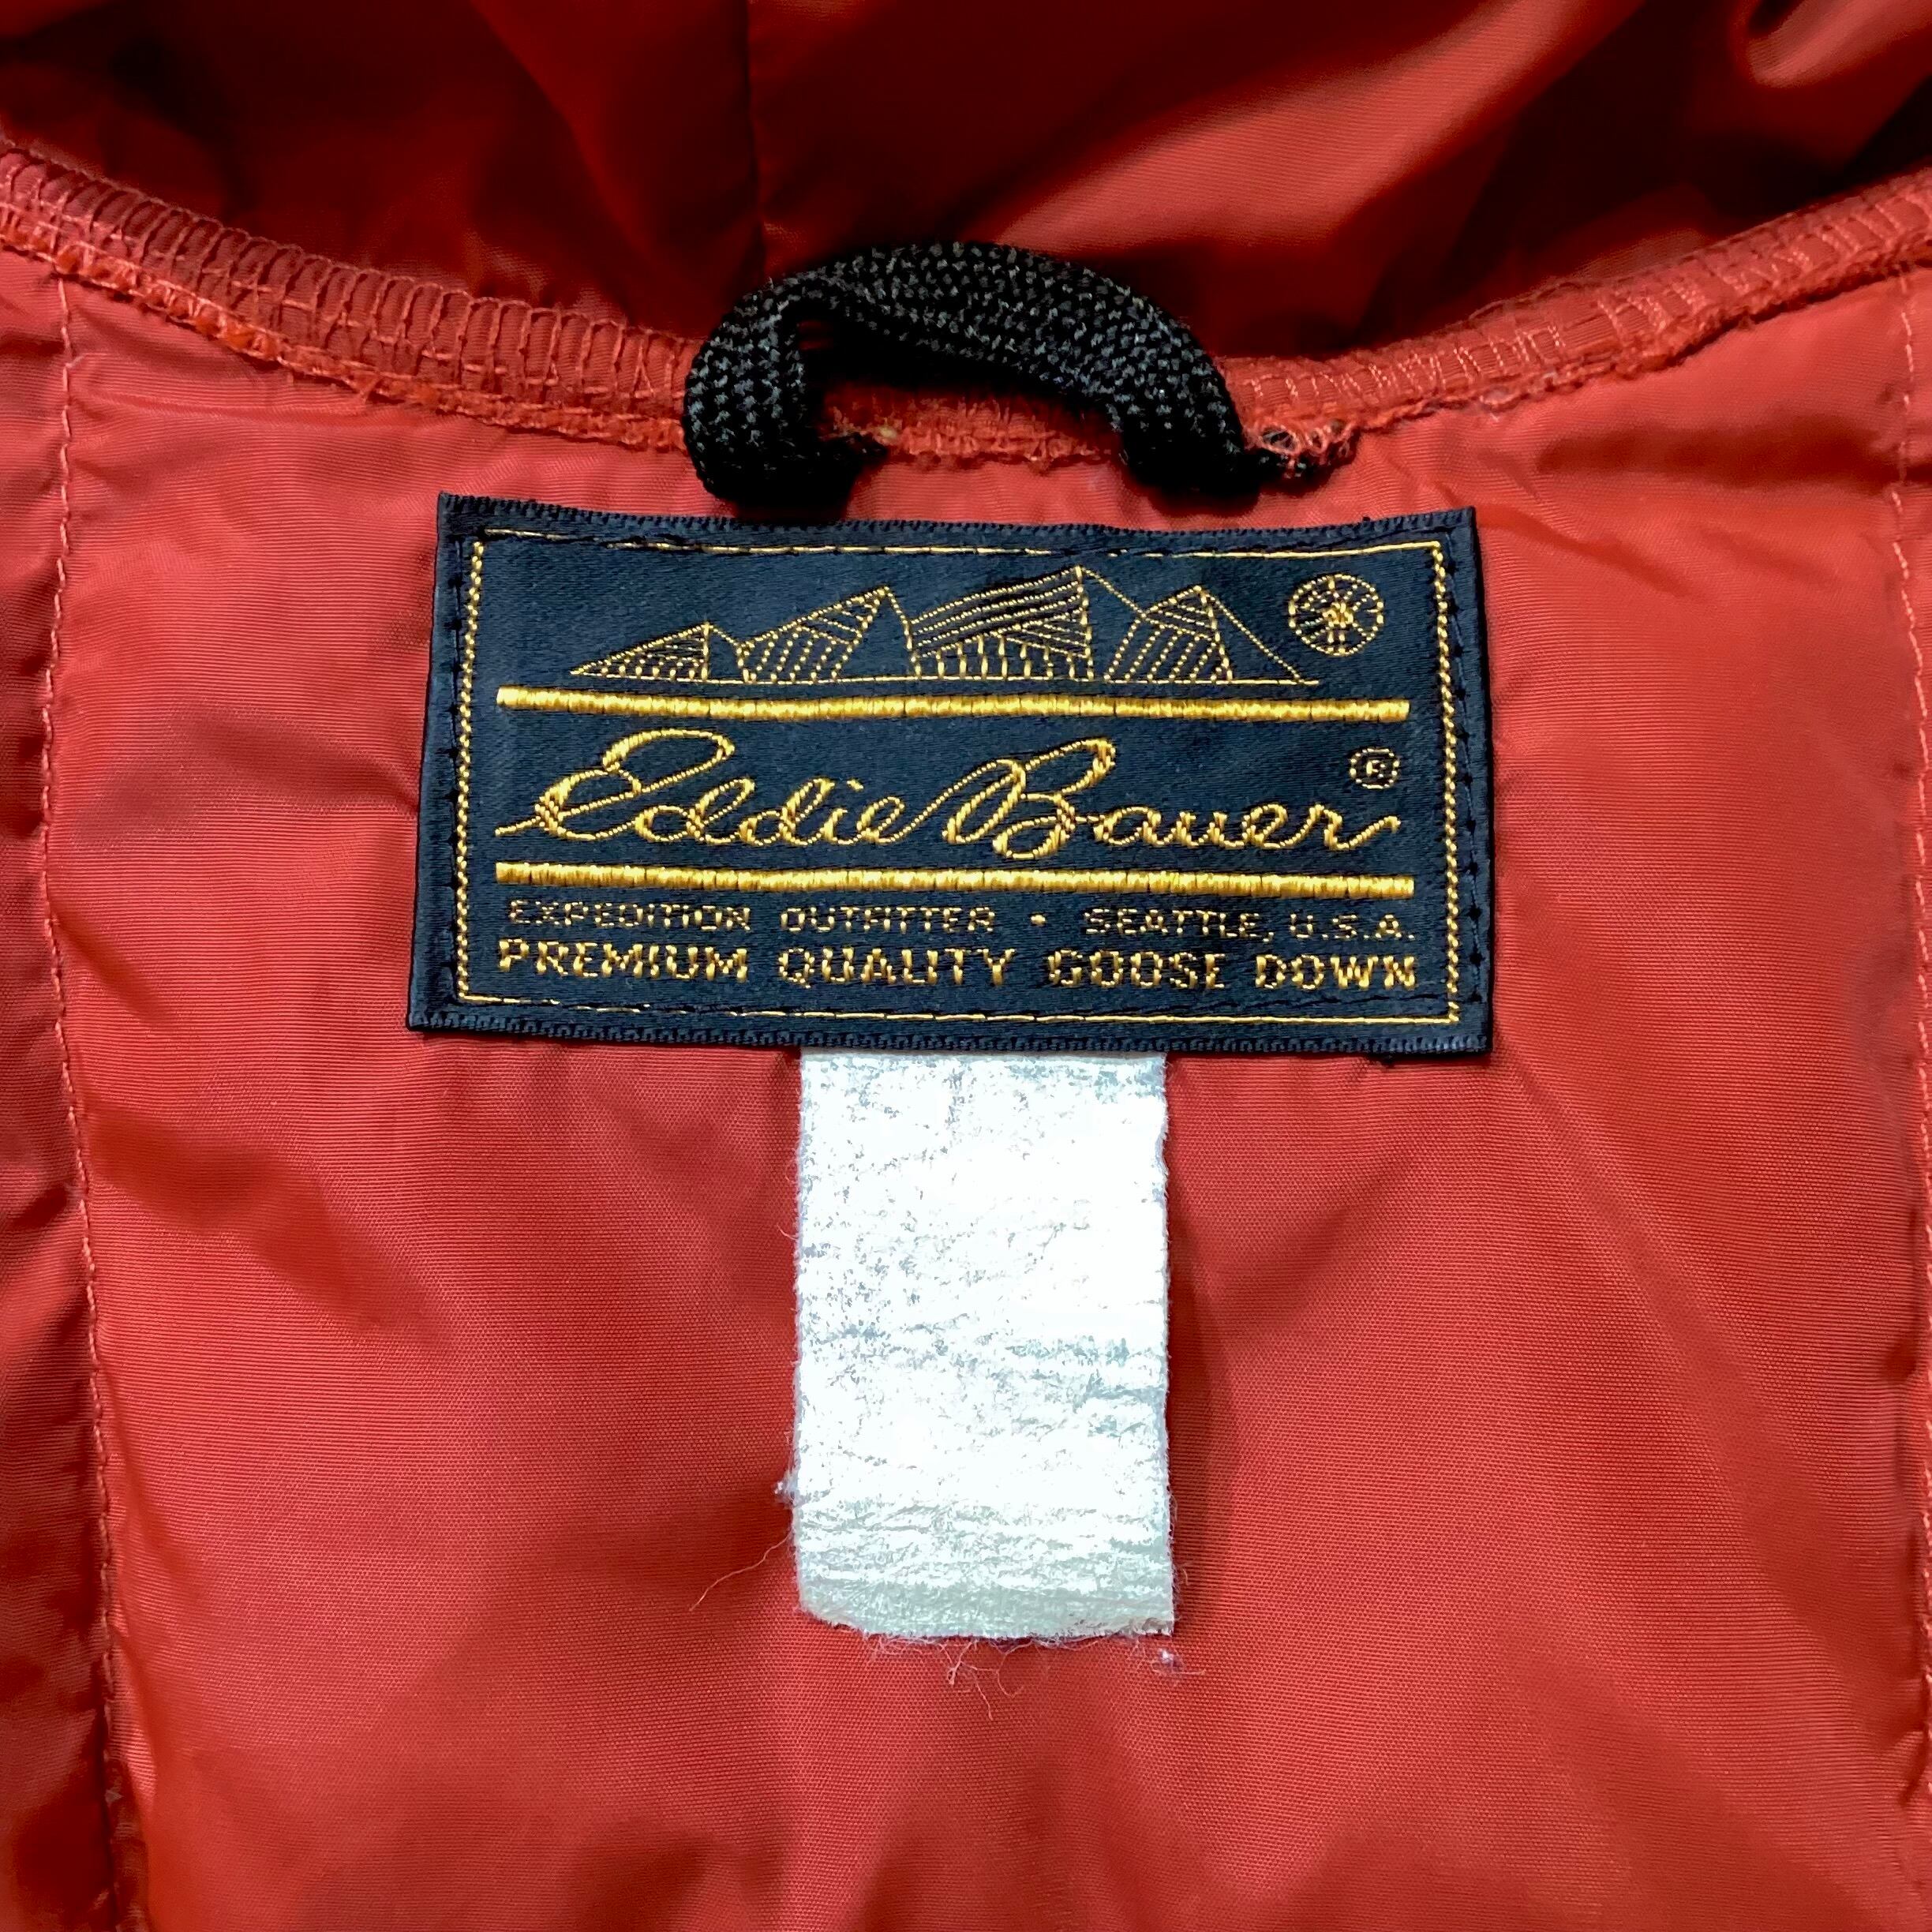 Eddie Bauer ®
EXPEDITION OUTFITTER • SEATTLE, U.S.A.
PREMIUM QUALITY GOOSE DOWN